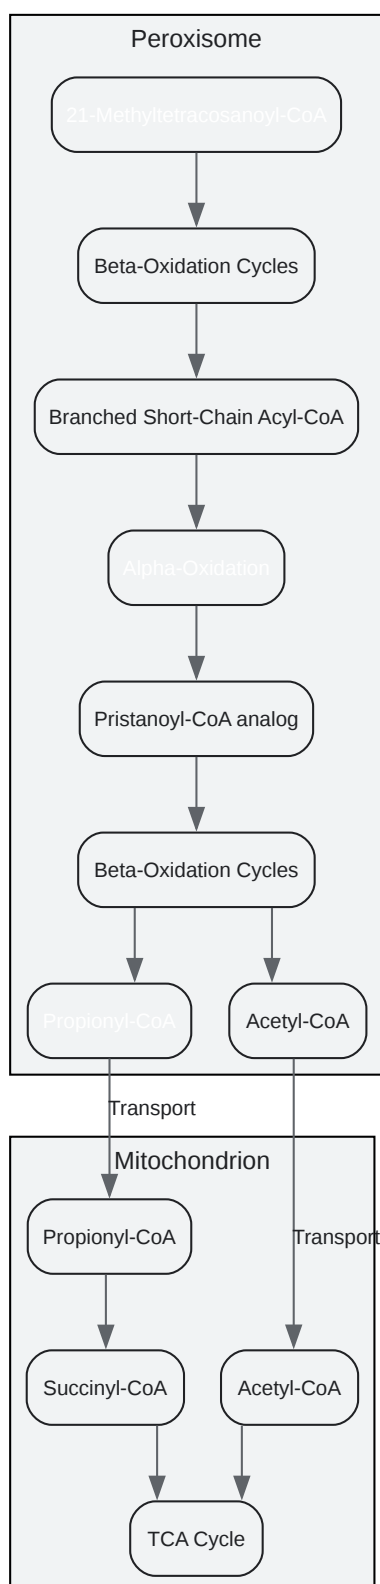 Peroxisome
21-Methyltetracosanoyl-CoA
Beta-Oxidation Cycles
Branched Short-Chain Acyl-CoA
Alpha-Oxidation
Pristanoyl-CoA analog
Beta-Oxidation Cycles
Propionyl-CoA
Acetyl-CoA
Transport
Mitochondrion
Propionyl-CoA
Transport
Succinyl-CoA
Acetyl-CoA
TCA Cycle